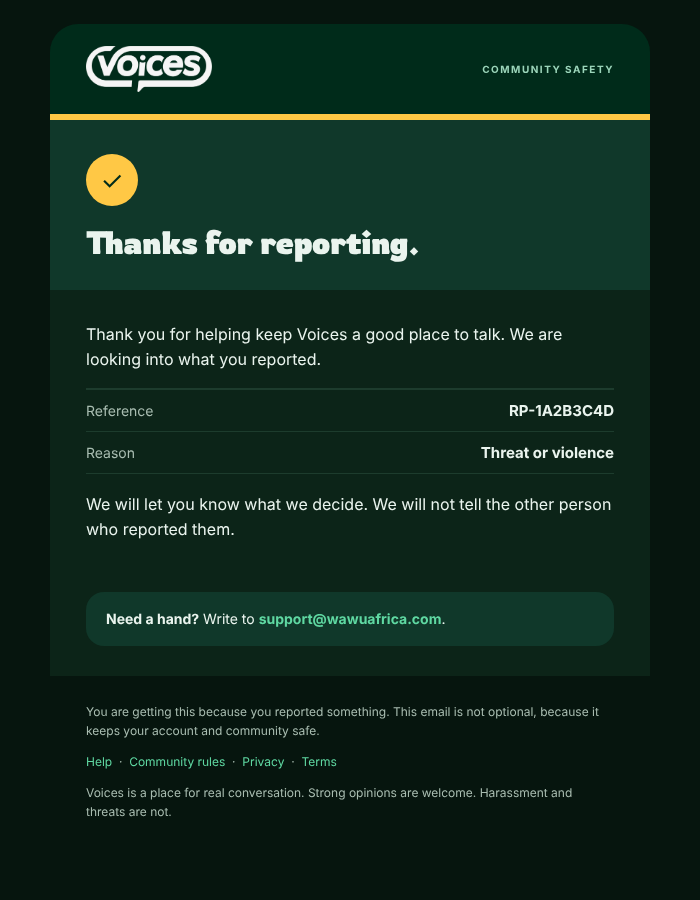 Voices
COMMUNITY SAFETY
Thanks for reporting.
Thank you for helping keep Voices a good place to talk. We are
looking into what you reported.
Reference RP-1A2B3C4D
Reason Threat or violence
We will let you know what we decide. We will not tell the other person
who reported them.
Need a hand? Write to support@wawuafrica.com.
You are getting this because you reported something. This email is not optional, because it
keeps your account and community safe.
Help · Community rules · Privacy · Terms
Voices is a place for real conversation. Strong opinions are welcome. Harassment and
threats are not.